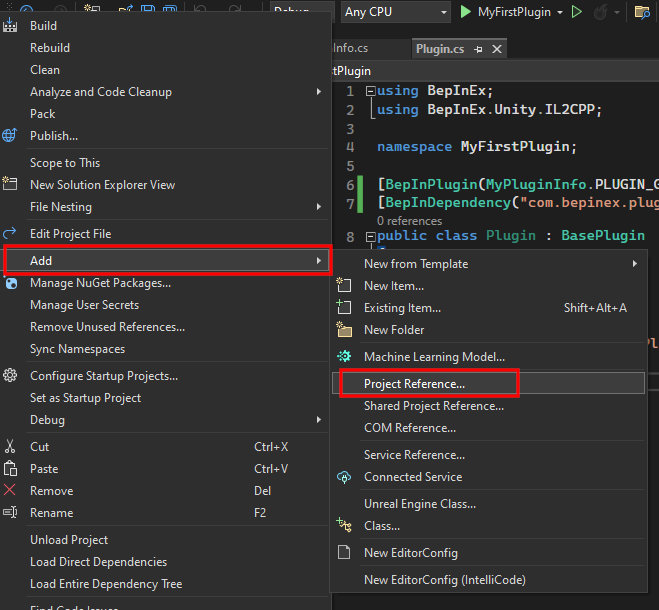 Debug
Any CPU
MyFirstPlugin
Build
Rebuild
Clean
Analyze and Code Cleanup
Pack
Publish...
Scope to This
New Solution Explorer View
File Nesting
Edit Project File
Add
Manage NuGet Packages...
Manage User Secrets
Remove Unused References...
Sync Namespaces
Configure Startup Projects...
Set as Startup Project
Debug
Cut Ctrl+X
Paste Ctrl+V
Remove Del
Rename F2
Unload Project
Load Direct Dependencies
Load Entire Dependency Tree
Find Code Issues
Info.cs
Plugin.cs
tPlugin
1 using BepInEx;
2 using BepInEx.Unity.IL2CPP;
3
4 namespace MyFirstPlugin;
5
6 [BepInPlugin(MyPluginInfo.PLUGIN_G
7 [BepInDependency("com.bepinex.plug
0 references
8 public class Plugin : BasePlugin
New from Template
New Item...
Existing Item... Shift+Alt+A
New Folder
Machine Learning Model...
Project Reference...
Shared Project Reference...
COM Reference...
Service Reference...
Connected Service
Unreal Engine Class...
Class...
New EditorConfig
New EditorConfig (IntelliCode)